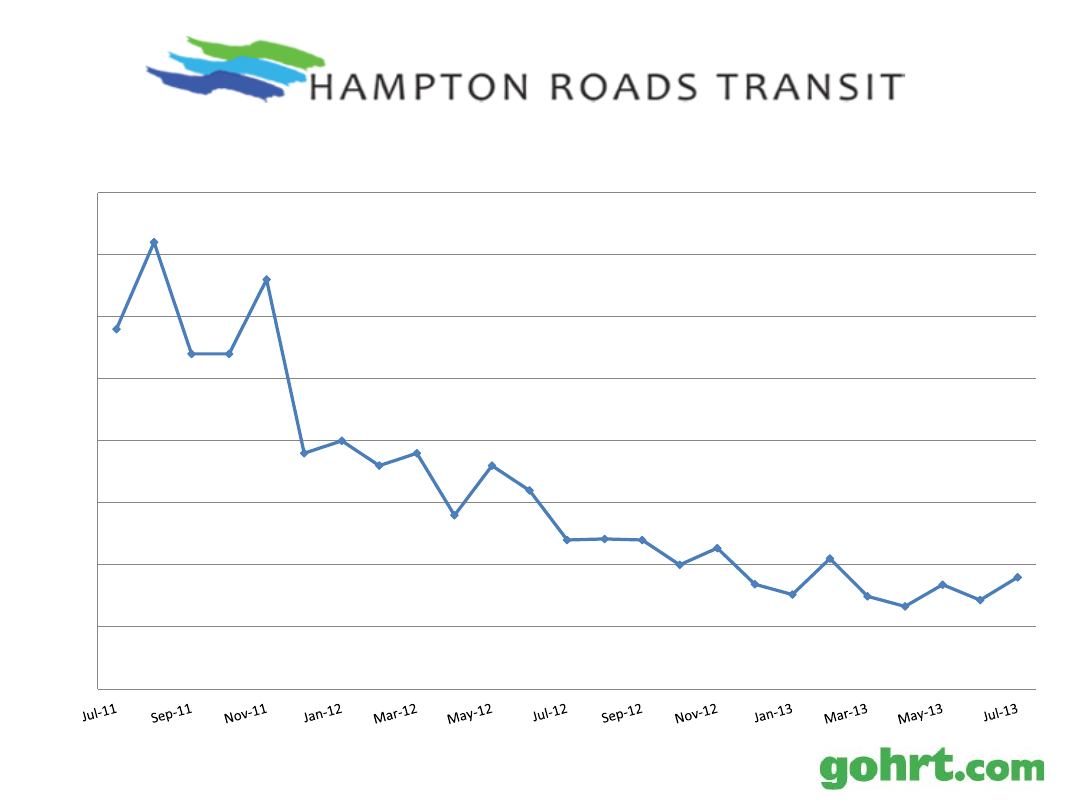 HAMPTON ROADS TRANSIT
Jul-11 Sep-11 Nov-11 Jan-12 Mar-12 May-12 Jul-12 Sep-12 Nov-12 Jan-13 Mar-13 May-13 Jul-13
gohrt.com